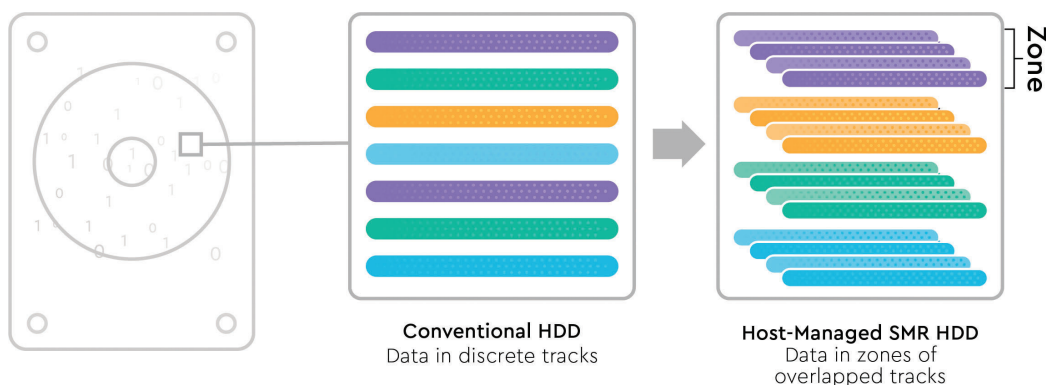 Zone
Conventional HDD
Data in discrete tracks
Host-Managed SMR HDD
Data in zones of
overlapped tracks